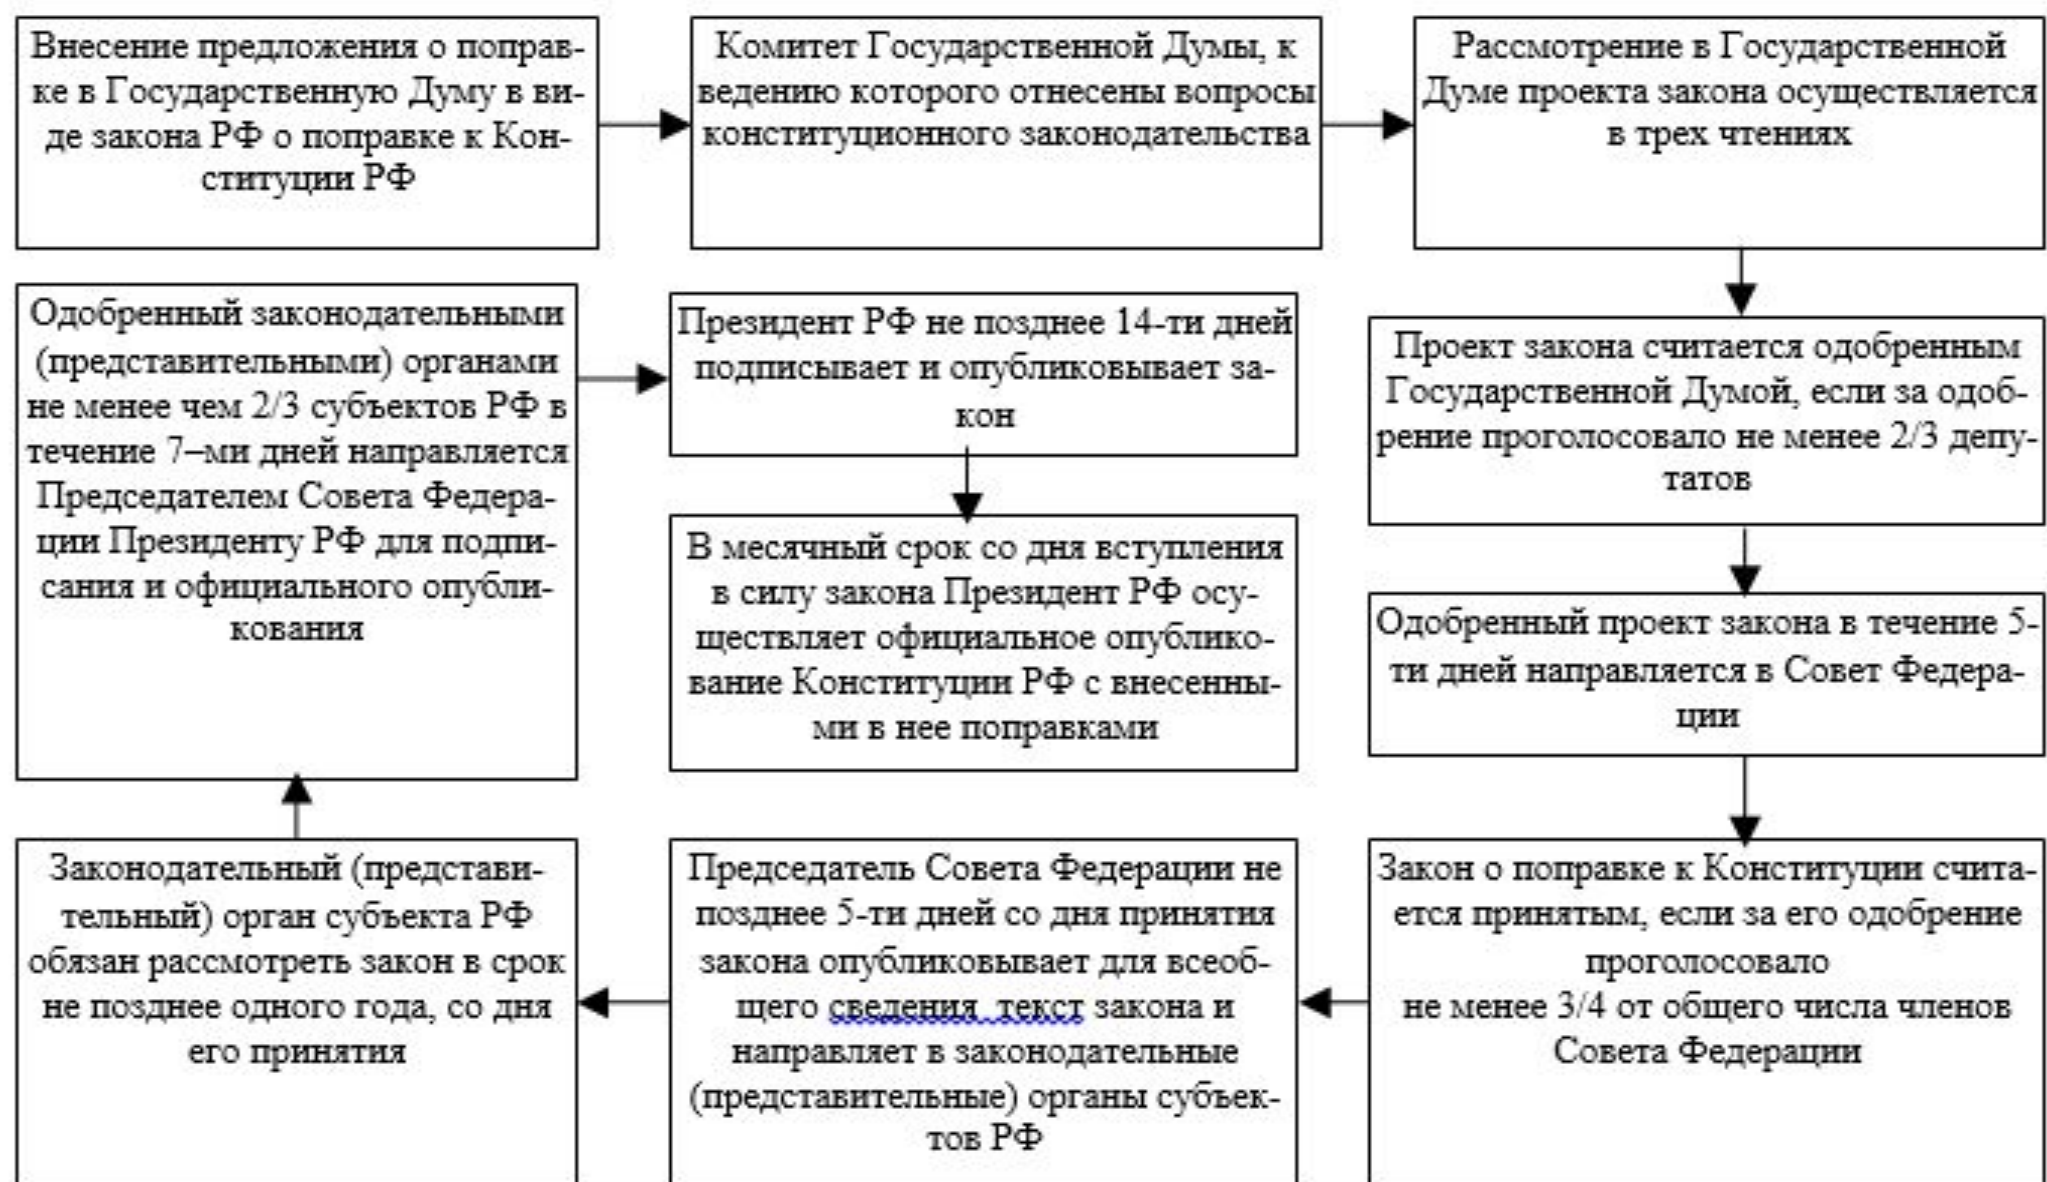 Внесение предложения о поправ-
ке в Государственную Думу в ви-
де закона РФ о поправке к Кон-
ституции РФ
Комитет Государственной Думы, к
ведению которого отнесены вопросы
конституционного законодательства
Рассмотрение в Государственной
Думе проекта закона осуществляется
в трех чтениях
Проект закона считается одобренным
Государственной Думой, если за одоб-
рение проголосовало не менее 2/3 депу-
татов
Одобренный проект закона в течение 5-
ти дней направляется в Совет Федера-
ции
Закон о поправке к Конституции счита-
ется принятым, если за его одобрение
проголосовало
не менее 3/4 от общего числа членов
Совета Федерации
Председатель Совета Федерации не
позднее 5-ти дней со дня принятия
закона опубликовывает для всеоб-
щего сведения текст закона и
направляет в законодательные
(представительные) органы субъек-
тов РФ
Законодательный (представи-
тельный) орган субъекта РФ
обязан рассмотреть закон в срок
не позднее одного года, со дня
его принятия
Одобренный законодательными
(представительными) органами
не менее чем 2/3 субъектов РФ в
течение 7–ми дней направляется
Председателем Совета Федера-
ции Президенту РФ для подпи-
сания и официального опубли-
кования
Президент РФ не позднее 14-ти дней
подписывает и опубликовывает за-
кон
В месячный срок со дня вступления
в силу закона Президент РФ осу-
ществляет официальное опублико-
вание Конституции РФ с внесенны-
ми в нее поправками